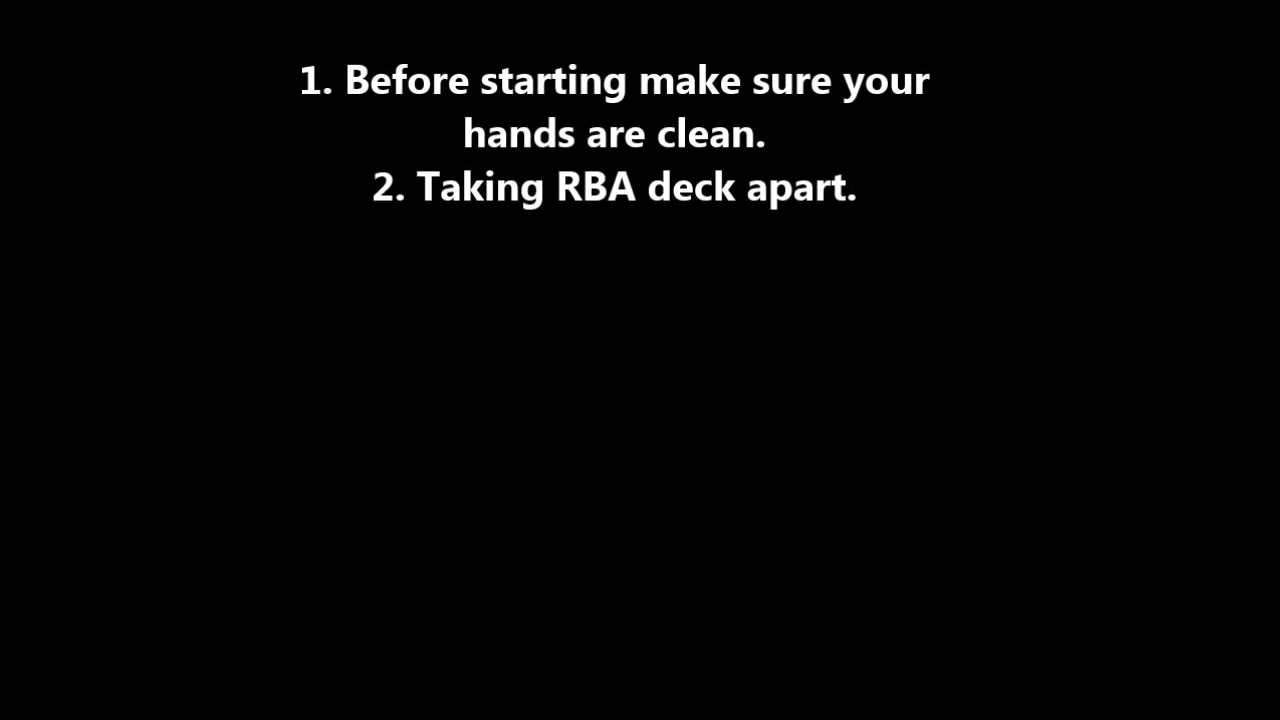 1. Before starting make sure your
hands are clean.
2. Taking RBA deck apart.